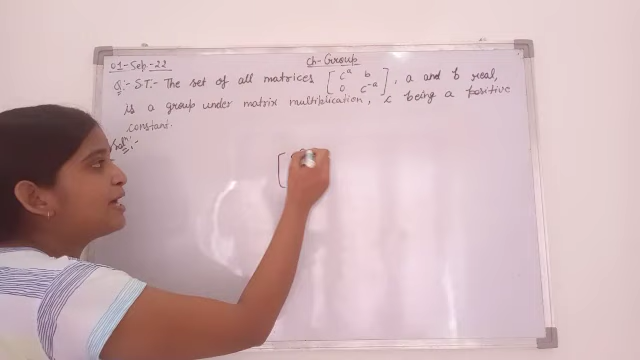 01-Sep-22 Ch-Group
Q:- S.T.- The set of all matrices [ c^a b ], a and b real,
0 c^-a
is a group under matrix multiplication, c being a positive
constant.
Sol^n:-
[